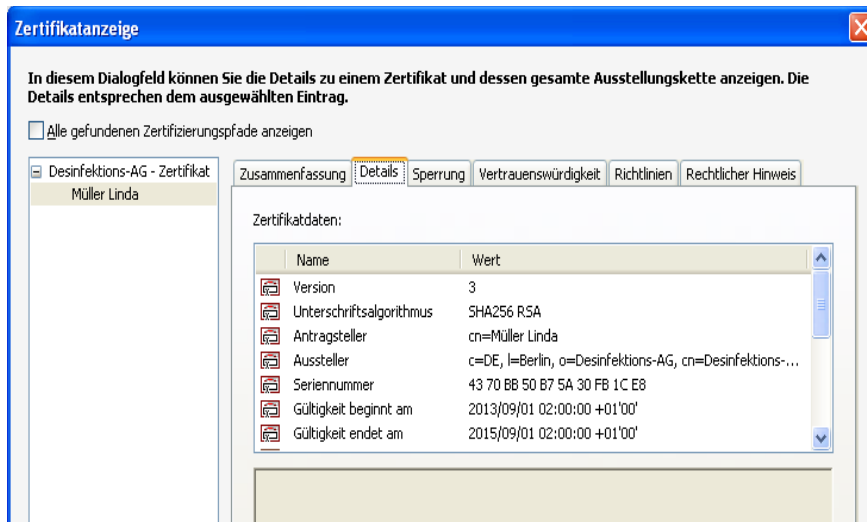 Zertifikatanzeige
In diesem Dialogfeld können Sie die Details zu einem Zertifikat und dessen gesamte Ausstellungskette anzeigen. Die
Details entsprechen dem ausgewählten Eintrag.
Alle gefundenen Zertifizierungspfade anzeigen
Desinfektions-AG - Zertifikat
Müller Linda
Zusammenfassung Details Sperrung Vertrauenswürdigkeit Richtlinien Rechtlicher Hinweis
Zertifikatdaten:
Name Wert
Version 3
Unterschriftsalgorithmus SHA256 RSA
Antragsteller cn=Müller Linda
Aussteller c=DE, l=Berlin, o=Desinfektions-AG, cn=Desinfektions-...
Seriennummer 43 70 BB 50 B7 5A 30 FB 1C E8
Gültigkeit beginnt am 2013/09/01 02:00:00 +01'00'
Gültigkeit endet am 2015/09/01 02:00:00 +01'00'